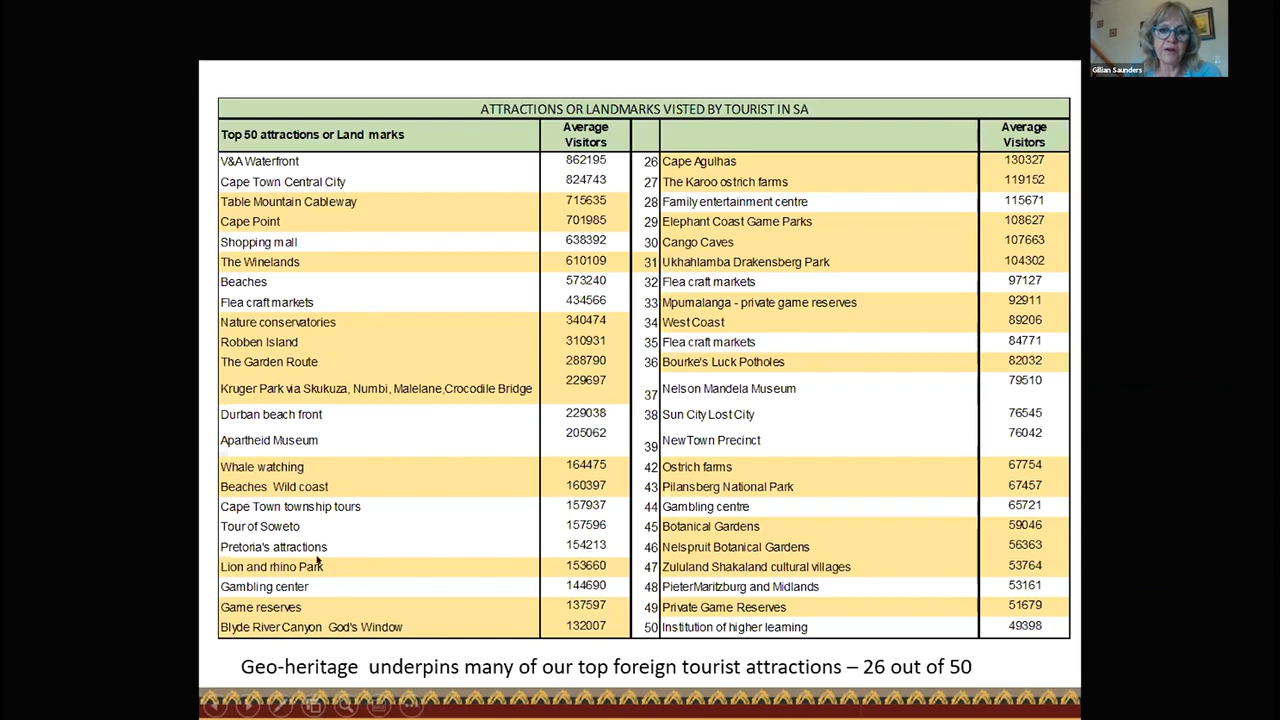 Gillian Saunders
ATTRACTIONS OR LANDMARKS VISTED BY TOURIST IN SA
Top 50 attractions or Land marks Average Visitors Average Visitors
V&A Waterfront 862195 26 Cape Agulhas 130327
Cape Town Central City 824743 27 The Karoo ostrich farms 119152
Table Mountain Cableway 715635 28 Family entertainment centre 115671
Cape Point 701985 29 Elephant Coast Game Parks 108627
Shopping mall 638392 30 Cango Caves 107663
The Winelands 610109 31 Ukhahlamba Drakensberg Park 104302
Beaches 573240 32 Flea craft markets 97127
Flea craft markets 434566 33 Mpumalanga - private game reserves 92911
Nature conservatories 340474 34 West Coast 89206
Robben Island 310931 35 Flea craft markets 84771
The Garden Route 288790 36 Bourke's Luck Potholes 82032
Kruger Park via Skukuza, Numbi, Malelane,Crocodile Bridge 229697 37 Nelson Mandela Museum 79510
Durban beach front 229038 38 Sun City Lost City 76545
Apartheid Museum 205062 39 NewTown Precinct 76042
Whale watching 164475 42 Ostrich farms 67754
Beaches Wild coast 160397 43 Pilansberg National Park 67457
Cape Town township tours 157937 44 Gambling centre 65721
Tour of Soweto 157596 45 Botanical Gardens 59046
Pretoria's attractions 154213 46 Nelspruit Botanical Gardens 56363
Lion and rhino Park 153660 47 Zululand Shakaland cultural villages 53764
Gambling center 144690 48 PieterMaritzburg and Midlands 53161
Game reserves 137597 49 Private Game Reserves 51679
Blyde River Canyon God's Window 132007 50 Institution of higher learning 49398
Geo-heritage underpins many of our top foreign tourist attractions – 26 out of 50